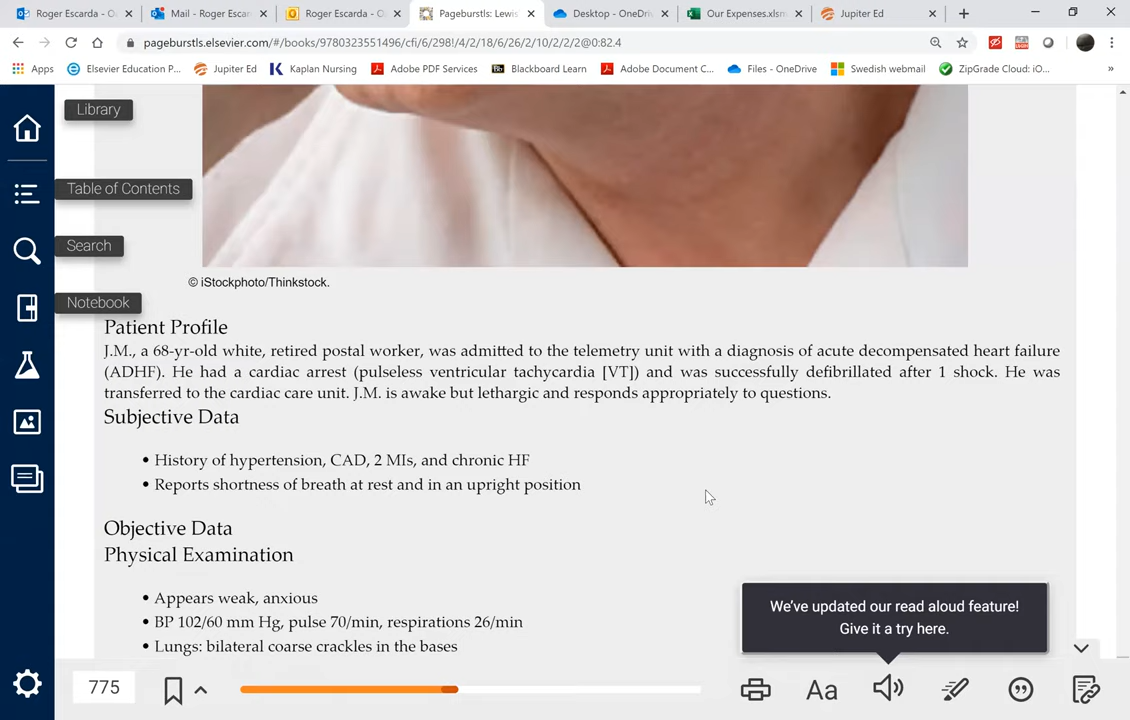 Roger Escarda - O
Mail - Roger Escar
Roger Escarda - O
Pageburstls: Lewis
Desktop - OneDri
Our Expenses.xlsm
Jupiter Ed
pageburstls.elsevier.com/#/books/9780323551496/cfi/6/298!/4/2/18/6/26/2/10/2/2/2@0:82.4
Apps
Elsevier Education P...
Jupiter Ed
Kaplan Nursing
Adobe PDF Services
Bb
Blackboard Learn
Adobe Document C...
Files - OneDrive
Swedish webmail
ZipGrade Cloud: iO...
»
Library
Table of Contents
Search
Notebook
© iStockphoto/Thinkstock.
Patient Profile
J.M., a 68-yr-old white, retired postal worker, was admitted to the telemetry unit with a diagnosis of acute decompensated heart failure
(ADHF). He had a cardiac arrest (pulseless ventricular tachycardia [VT]) and was successfully defibrillated after 1 shock. He was
transferred to the cardiac care unit. J.M. is awake but lethargic and responds appropriately to questions.
Subjective Data
• History of hypertension, CAD, 2 MIs, and chronic HF
• Reports shortness of breath at rest and in an upright position
Objective Data
Physical Examination
• Appears weak, anxious
• BP 102/60 mm Hg, pulse 70/min, respirations 26/min
• Lungs: bilateral coarse crackles in the bases
We've updated our read aloud feature!
Give it a try here.
775
Aa